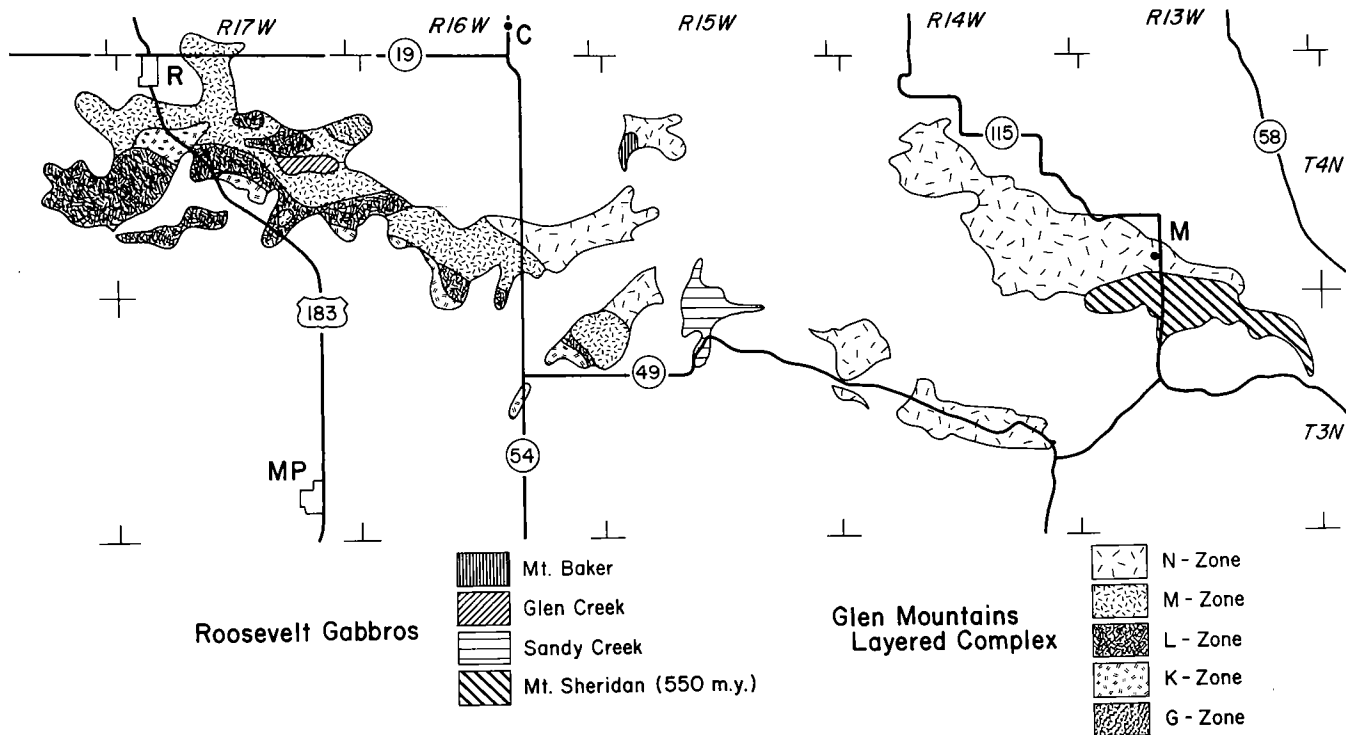 R17W R16W R15W R14W R13W
C
19
R
115
58
T4N
M
183
49
T3N
54
MP
Roosevelt Gabbros
Mt. Baker
Glen Creek
Sandy Creek
Mt. Sheridan (550 m.y.)
Glen Mountains
Layered Complex
N - Zone
M - Zone
L - Zone
K - Zone
G - Zone